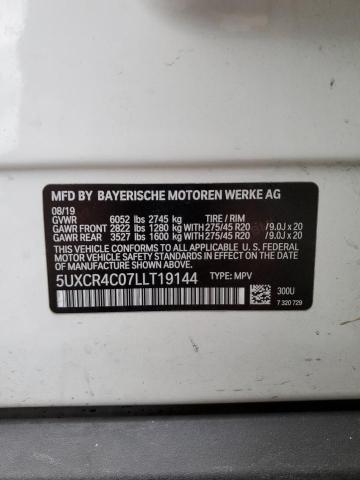 MFD BY BAYERISCHE MOTOREN WERKE AG
08/19
GVWR 6052 lbs 2745 kg TIRE / RIM
GAWR FRONT 2822 lbs 1280 kg WITH 275/45 R20 / 9.0J x 20
GAWR REAR 3527 lbs 1600 kg WITH 275/45 R20 / 9.0J x 20
THIS VEHICLE CONFORMS TO ALL APPLICABLE U. S. FEDERAL
MOTOR VEHICLE SAFETY STANDARDS IN EFFECT ON THE
DATE OF MANUFACTURE SHOWN ABOVE.
5UXCR4C07LLT19144 TYPE: MPV
300U
7 320 729